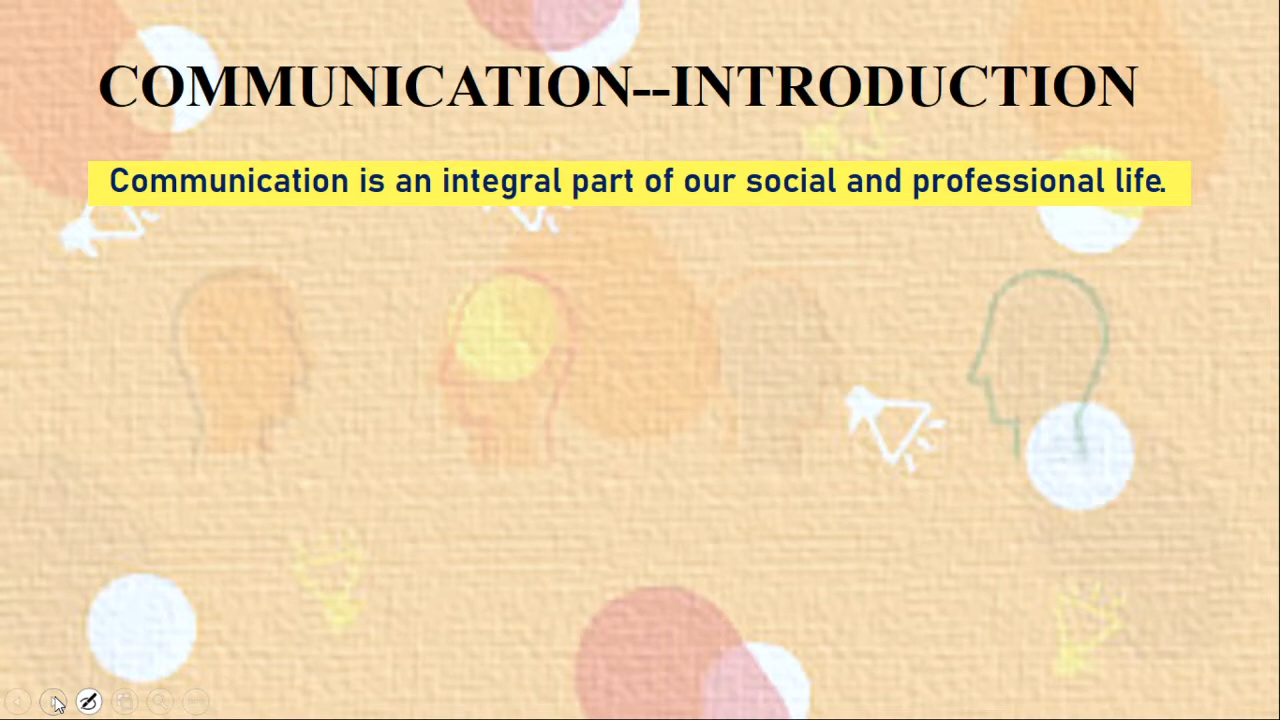 COMMUNICATION--INTRODUCTION
Communication is an integral part of our social and professional life.